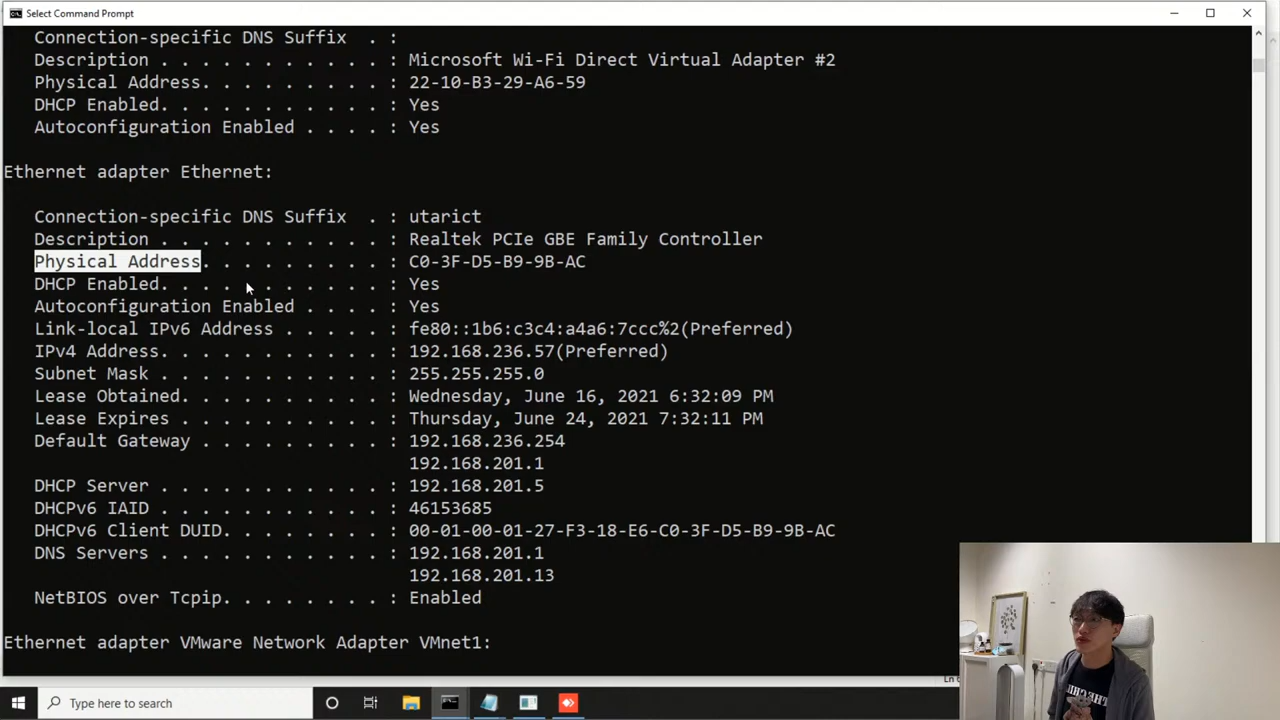 Select Command Prompt
Connection-specific DNS Suffix . :
Description . . . . . . . . . . . : Microsoft Wi-Fi Direct Virtual Adapter #2
Physical Address. . . . . . . . . : 22-10-B3-29-A6-59
DHCP Enabled. . . . . . . . . . . : Yes
Autoconfiguration Enabled . . . . : Yes
Ethernet adapter Ethernet:
Connection-specific DNS Suffix . : utarict
Description . . . . . . . . . . . : Realtek PCIe GBE Family Controller
Physical Address. . . . . . . . . : C0-3F-D5-B9-9B-AC
DHCP Enabled. . . . . . . . . . . : Yes
Autoconfiguration Enabled . . . . : Yes
Link-local IPv6 Address . . . . . : fe80::1b6:c3c4:a4a6:7ccc%2(Preferred)
IPv4 Address. . . . . . . . . . . : 192.168.236.57(Preferred)
Subnet Mask . . . . . . . . . . . : 255.255.255.0
Lease Obtained. . . . . . . . . . : Wednesday, June 16, 2021 6:32:09 PM
Lease Expires . . . . . . . . . . : Thursday, June 24, 2021 7:32:11 PM
Default Gateway . . . . . . . . . : 192.168.236.254
192.168.201.1
DHCP Server . . . . . . . . . . . : 192.168.201.5
DHCPv6 IAID . . . . . . . . . . . : 46153685
DHCPv6 Client DUID. . . . . . . . : 00-01-00-01-27-F3-18-E6-C0-3F-D5-B9-9B-AC
DNS Servers . . . . . . . . . . . : 192.168.201.1
192.168.201.13
NetBIOS over Tcpip. . . . . . . . : Enabled
Ethernet adapter VMware Network Adapter VMnet1:
Type here to search